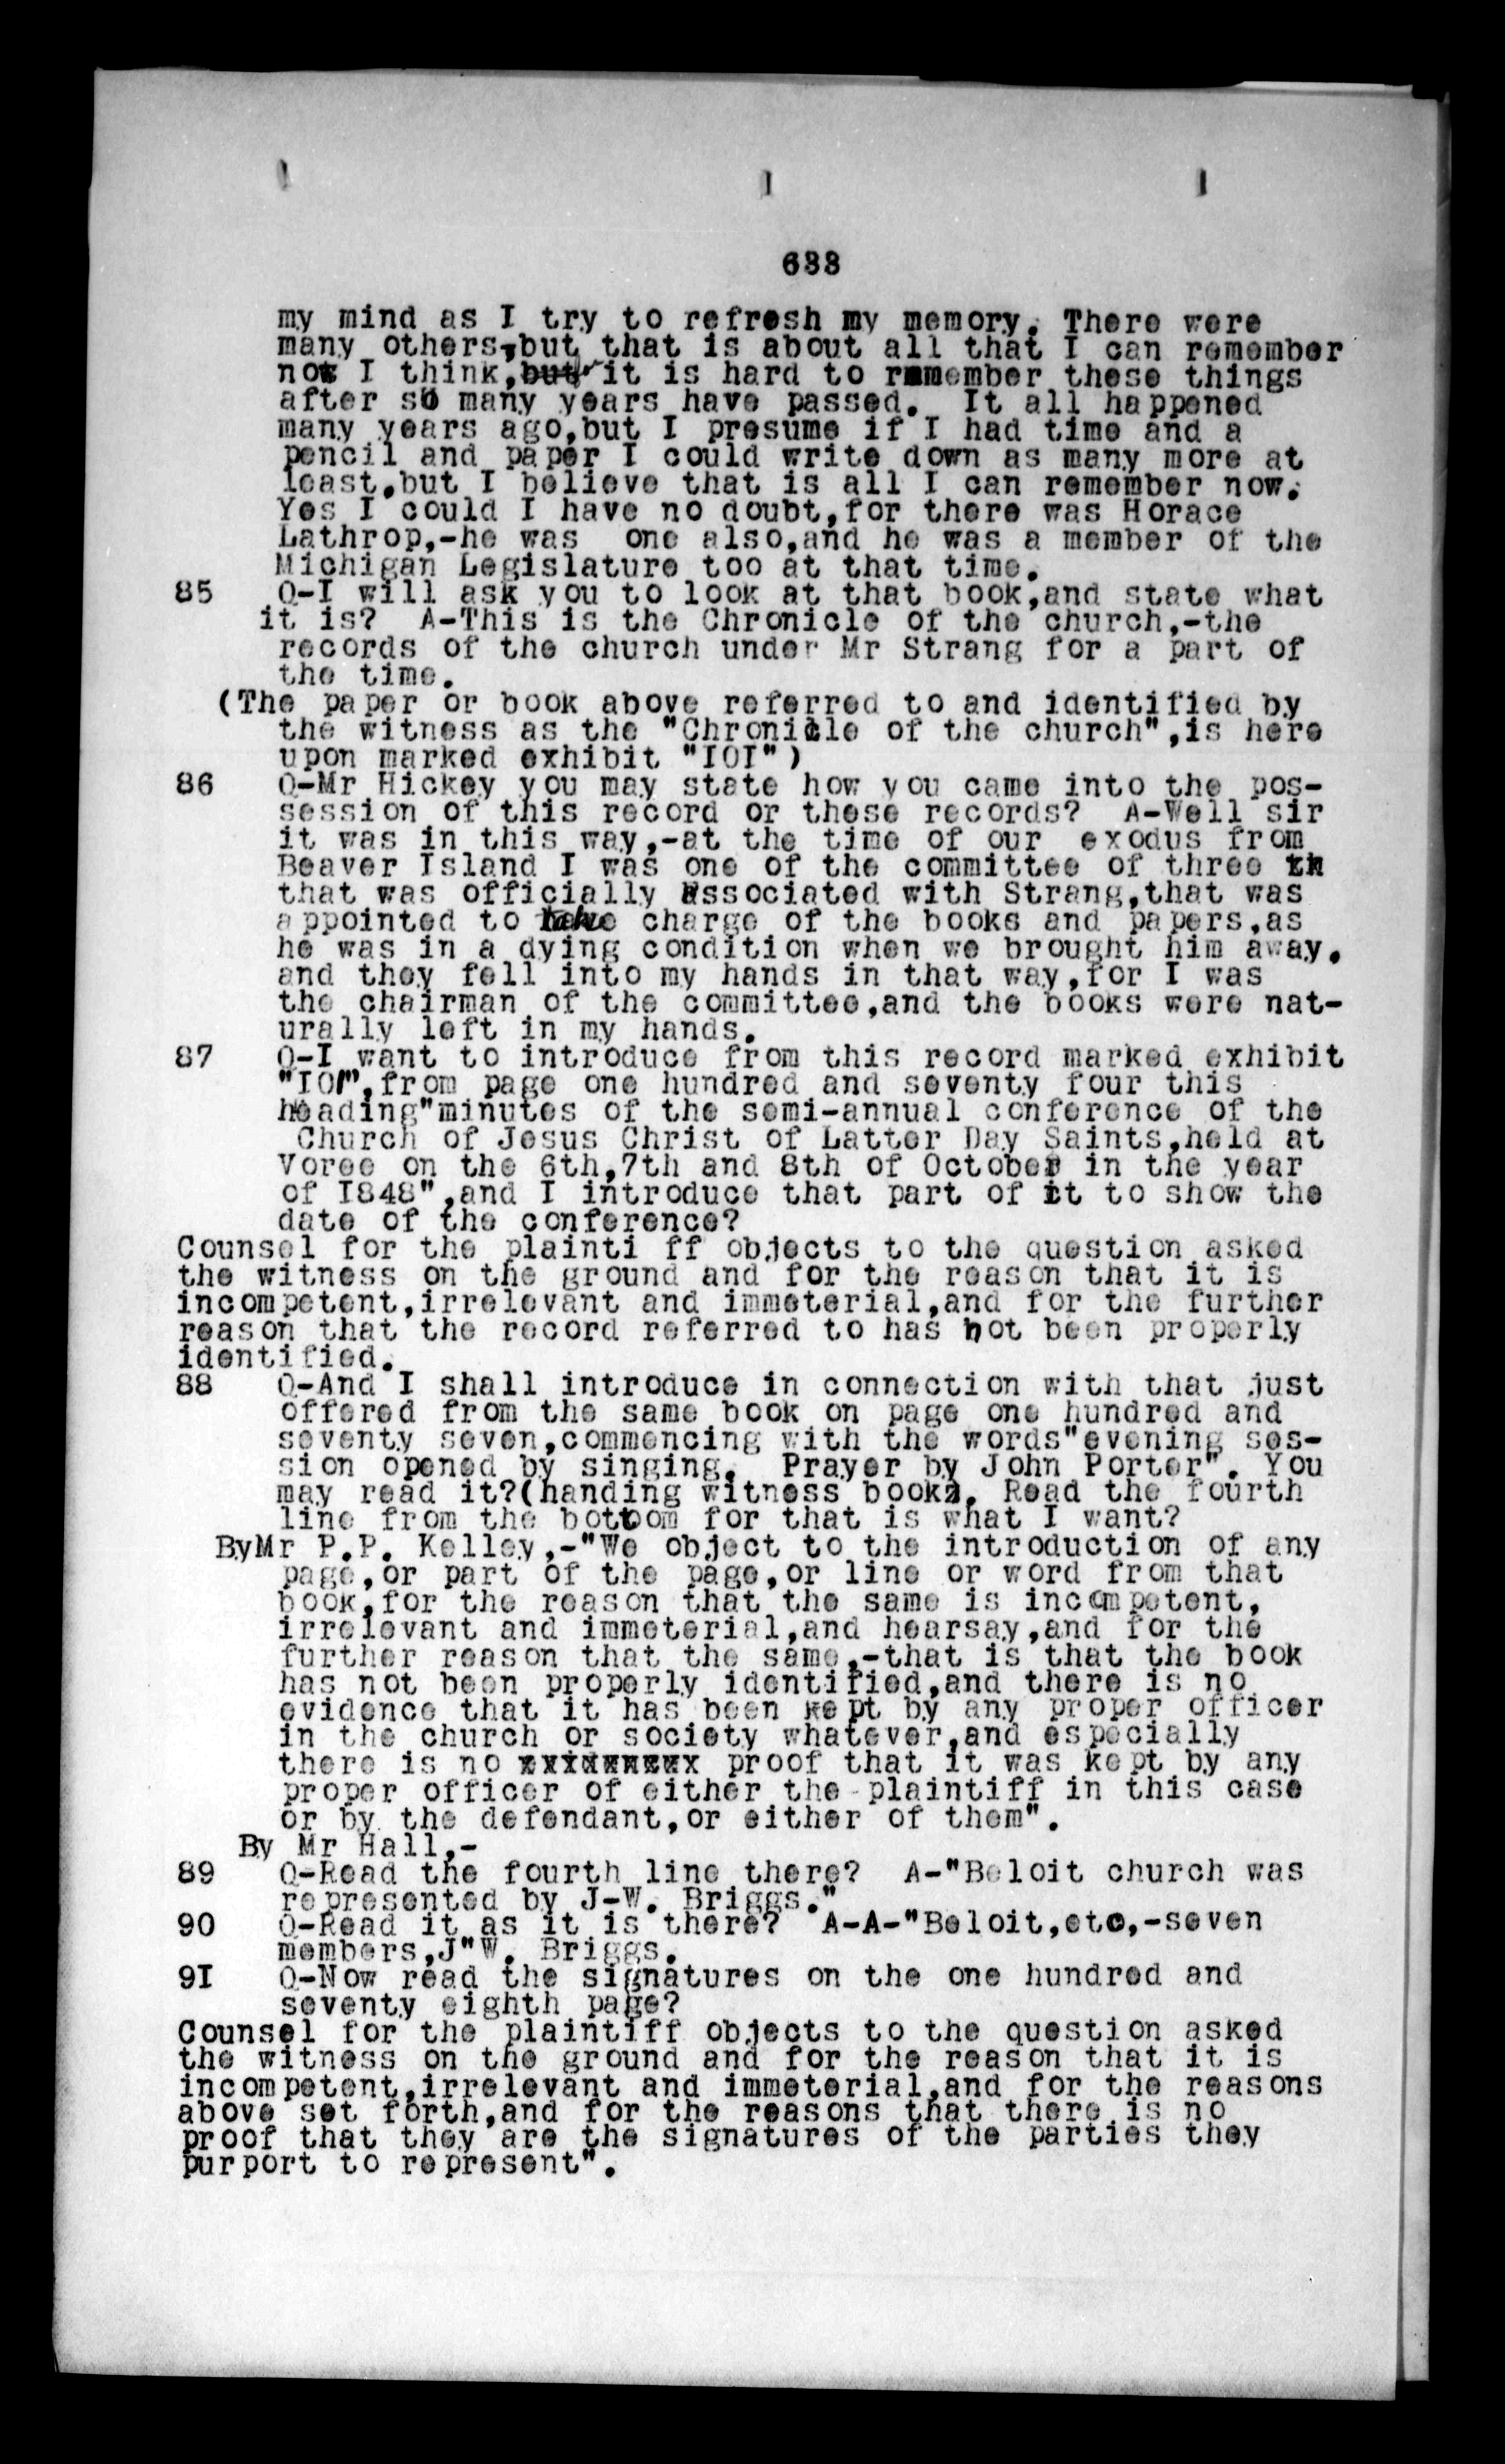 633
my mind as I try to refresh my memory. There were
many others,but that is about all that I can remember
not I think, it is hard to rmmember these things
after so many years have passed. It all happened
many years ago,but I presume if I had time and a
pencil and paper I could write down as many more at
least,but I believe that is all I can remember now.
Yes I could I have no doubt,for there was Horace
Lathrop,-he was one also,and he was a member of the
Michigan Legislature too at that time.
85 Q-I will ask you to look at that book,and state what
it is? A-This is the Chronicle of the church,-the
records of the church under Mr Strang for a part of
the time.
(The paper or book above referred to and identified by
the witness as the "Chronicle of the church",is here
upon marked exhibit "IOI")
86 Q-Mr Hickey you may state how you came into the pos-
session of this record or these records? A-Well sir
it was in this way,-at the time of our exodus from
Beaver Island I was one of the committee of three
that was officially associated with Strang,that was
appointed to take charge of the books and papers,as
he was in a dying condition when we brought him away.
and they fell into my hands in that way,for I was
the chairman of the committee,and the books were nat-
urally left in my hands.
87 Q-I want to introduce from this record marked exhibit
"IOI",from page one hundred and seventy four this
heading"minutes of the semi-annual conference of the
Church of Jesus Christ of Latter Day Saints,held at
Voree on the 6th,7th and 8th of October in the year
of I848",and I introduce that part of it to show the
date of the conference?
Counsel for the plainti ff objects to the question asked
the witness on the ground and for the reason that it is
incompetent,irrelevant and immeterial,and for the further
reason that the record referred to has not been properly
identified.
88 Q-And I shall introduce in connection with that just
offered from the same book on page one hundred and
seventy seven,commencing with the words"evening ses-
sion opened by singing. Prayer by John Porter". You
may read it?(handing witness book). Read the fourth
line from the bottom for that is what I want?
ByMr P.P. Kelley,-"We object to the introduction of any
page,or part of the page,or line or word from that
book,for the reason that the same is incompetent,
irrelevant and immeterial,and hearsay,and for the
further reason that the same,-that is that the book
has not been properly identified,and there is no
evidence that it has been kept by any proper officer
in the church or society whatever,and especially
there is no proof that it was kept by any
proper officer of either the plaintiff in this case
or by the defendant,or either of them".
By Mr Hall,-
89 Q-Read the fourth line there? A-"Beloit church was
represented by J-W. Briggs."
90 Q-Read it as it is there? A-A-"Beloit,etc,-seven
members,J"W. Briggs.
9I Q-Now read the signatures on the one hundred and
seventy eighth page?
Counsel for the plaintiff objects to the question asked
the witness on the ground and for the reason that it is
incompetent,irrelevant and immeterial,and for the reasons
above set forth,and for the reasons that there is no
proof that they are the signatures of the parties they
purport to represent".